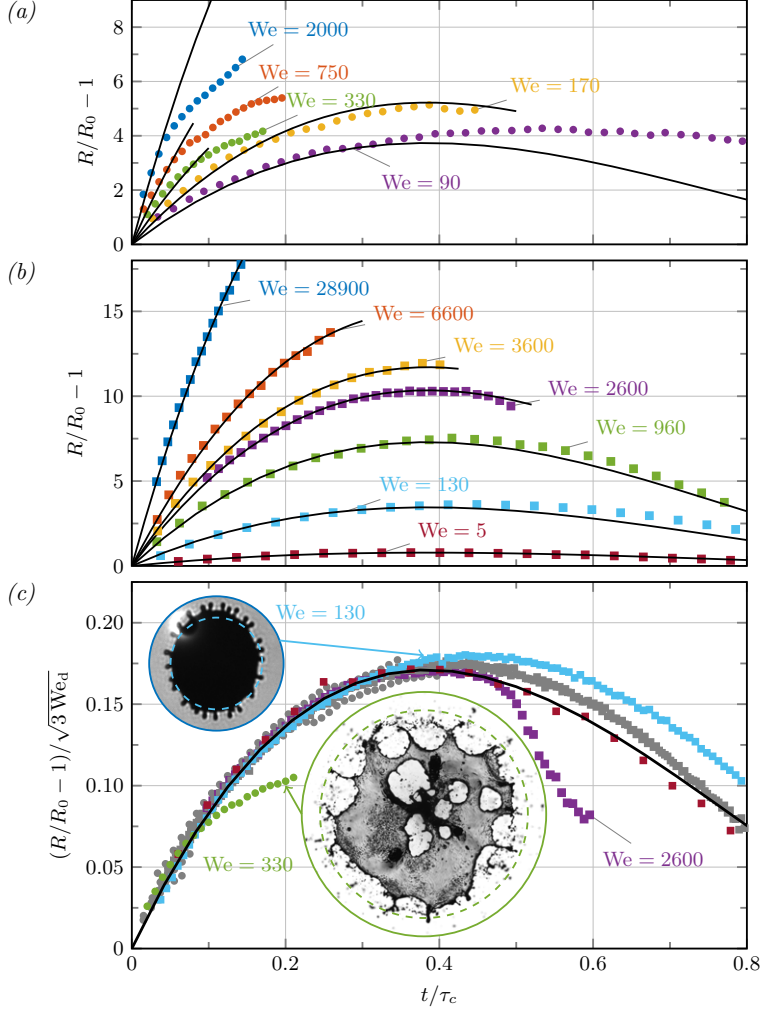 (a)
8
6
4
2
0
R/R₀ − 1
We = 2000
We = 750
We = 330
We = 170
We = 90
(b)
15
10
5
0
R/R₀ − 1
We = 28900
We = 6600
We = 3600
We = 2600
We = 960
We = 130
We = 5
(c)
0.20
0.15
0.10
0.05
0
(R/R₀ − 1)/√3 We_d
We = 130
We = 330
We = 2600
0
0.2
0.4
0.6
0.8
t/τ_c